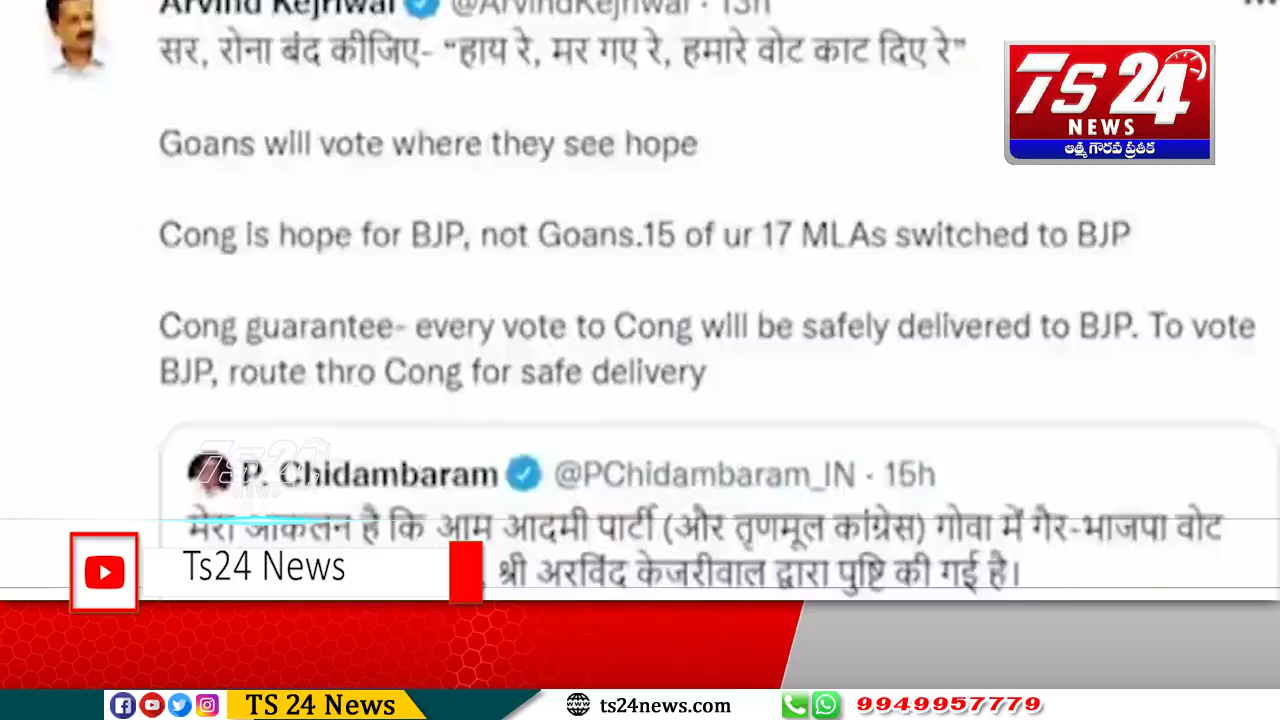 Arvind Kejriwal @ArvindKejriwal · 13h
सर, रोना बंद कीजिए- "हाय रे, मर गए रे, हमारे वोट काट दिए रे"
Goans will vote where they see hope
Cong is hope for BJP, not Goans.15 of ur 17 MLAs switched to BJP
Cong guarantee- every vote to Cong will be safely delivered to BJP. To vote
BJP, route thro Cong for safe delivery
P. Chidambaram @PChidambaram_IN · 15h
मेरा आकलन है कि आम आदमी पार्टी (और तृणमूल कांग्रेस) गोवा में गैर-भाजपा वोट
श्री अरविंद केजरीवाल द्वारा पुष्टि की गई है।
TS 24
NEWS
ఆత్మ గౌరవ ప్రతీక
Ts24 News
TS 24 News
ts24news.com
9949957779